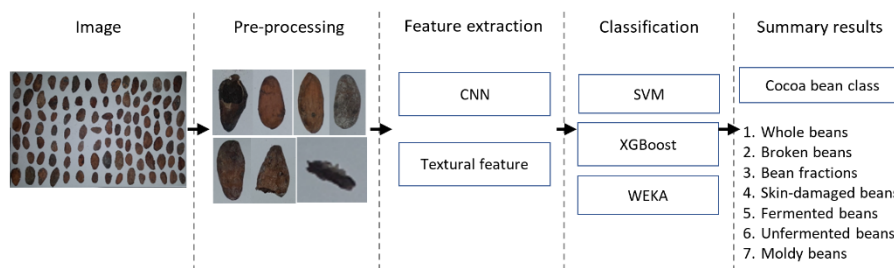 Image
Pre-processing
Feature extraction
Classification
Summary results
CNN
Textural feature
SVM
XGBoost
WEKA
Cocoa bean class
1. Whole beans
2. Broken beans
3. Bean fractions
4. Skin-damaged beans
5. Fermented beans
6. Unfermented beans
7. Moldy beans